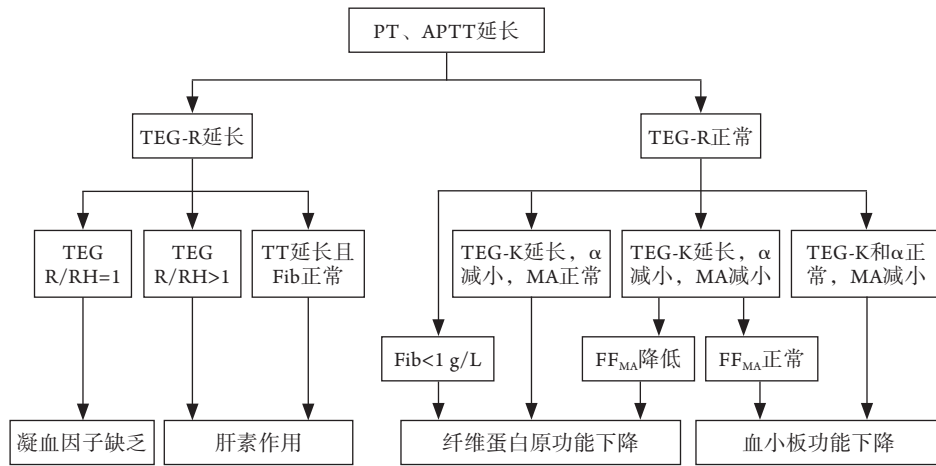 PT、APTT延长
TEG-R延长
TEG-R正常
TEG
R/RH=1
TEG
R/RH>1
TT延长且
Fib正常
TEG-K延长，α
减小，MA正常
TEG-K延长，α
减小，MA减小
TEG-K和α正
常，MA减小
Fib<1 g/L
FFMA降低
FFMA正常
凝血因子缺乏
肝素作用
纤维蛋白原功能下降
血小板功能下降